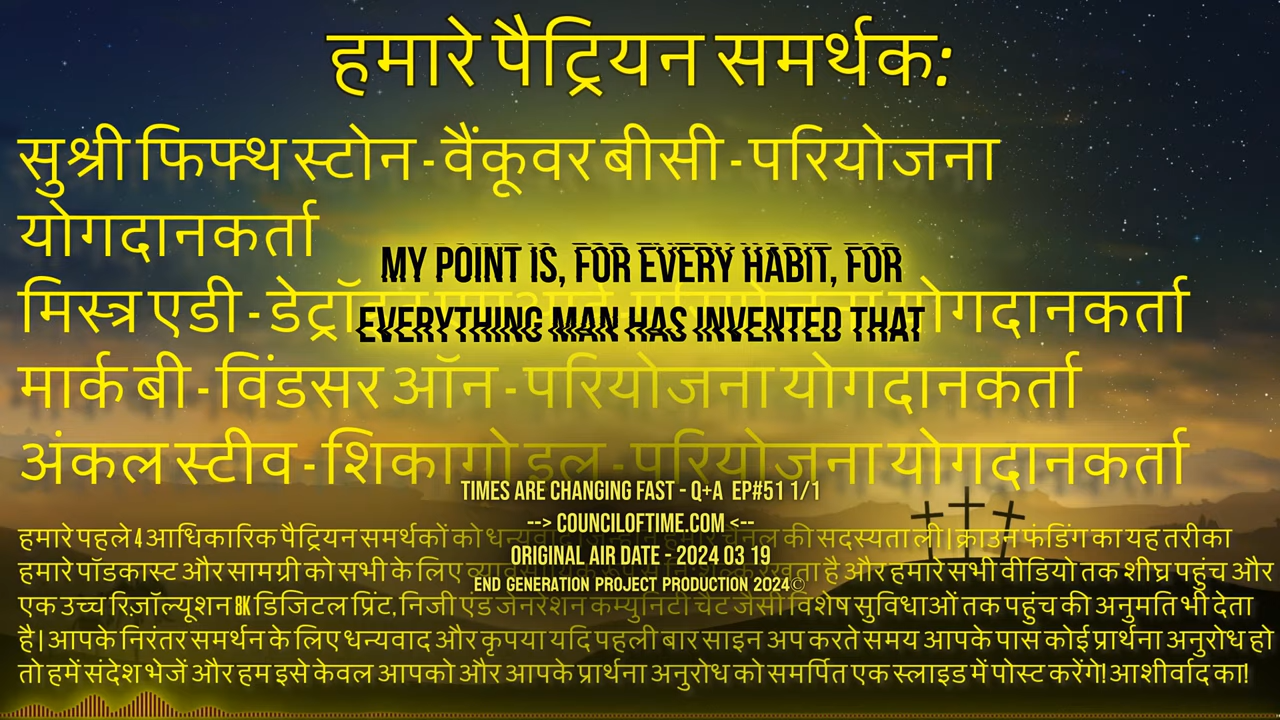 हमारे पैट्रियन समर्थक:
सुश्री फिफ्थ स्टोन - वैंकूवर बीसी - परियोजना
योगदानकर्ता
MY POINT IS, FOR EVERY HABIT, FOR
मिस्त्र एडी - योगदानकर्ता
EVERYTHING MAN HAS INVENTED THAT
मार्क बी - विंडसर ऑन - परियोजना योगदानकर्ता
अंकल स्टीव - शिकागो इल - परियोजना योगदानकर्ता
TIMES ARE CHANGING FAST - Q+A EP#51 1/1
--> COUNCILOFTIME.COM <--
हमारे पहले 4 आधिकारिक पैट्रियन समर्थकों को चैनल की सदस्यता ली। क्राउन फंडिंग का यह तरीका
ORIGINAL AIR DATE - 2024 03 19
हमारे पॉडकास्ट और सामग्री को सभी के लिए है और हमारे सभी वीडियो तक शीघ्र पहुंच और
END GENERATION PROJECT PRODUCTION 2024©
एक उच्च रिज़ॉल्यूशन 8K डिजिटल प्रिंट, निजी एंड जेनरेशन कम्युनिटी चैट जैसी विशेष सुविधाओं तक पहुंच की अनुमति भी देता
है। आपके निरंतर समर्थन के लिए धन्यवाद और कृपया यदि पहली बार साइन अप करते समय आपके पास कोई प्रार्थना अनुरोध हो
तो हमें संदेश भेजें और हम इसे केवल आपको और आपके प्रार्थना अनुरोध को समर्पित एक स्लाइड में पोस्ट करेंगे! आशीर्वाद का!